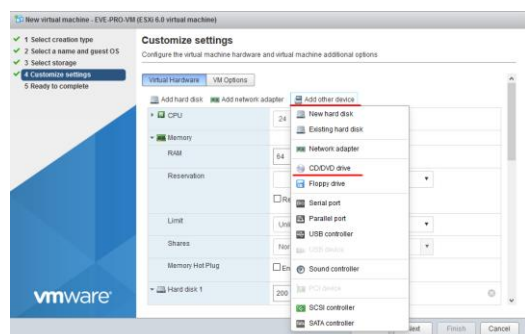 New virtual machine - EVE-PRO-VM (ESXi 6.0 virtual machine)
1 Select creation type
2 Select a name and guest OS
3 Select storage
4 Customize settings
5 Ready to complete
Customize settings
Configure the virtual machine hardware and virtual machine additional options
Virtual Hardware
VM Options
Add hard disk
Add network adapter
Add other device
CPU
24
Memory
RAM
64
Reservation
Limit
Shares
Memory Hot Plug
Hard disk 1
200
New hard disk
Existing hard disk
Network adapter
CD/DVD drive
Floppy drive
Serial port
Parallel port
USB controller
USB device
Sound controller
PCI device
SCSI controller
SATA controller
vmware
Finish
Cancel